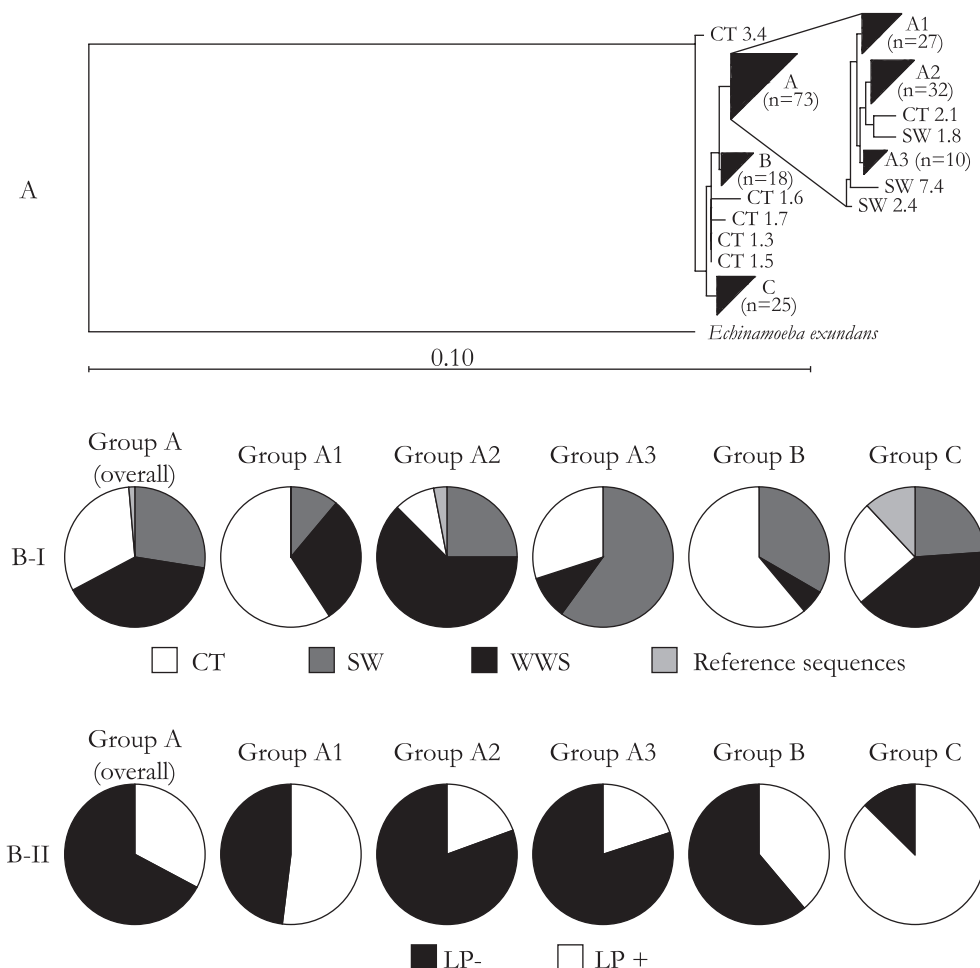 CT 3.4
A
(n=73)
A1
(n=27)
A2
(n=32)
CT 2.1
SW 1.8
A3 (n=10)
SW 7.4
SW 2.4
A
B
(n=18)
CT 1.6
CT 1.7
CT 1.3
CT 1.5
C
(n=25)
Echinamoeba exundans
0.10
Group A
(overall)
Group A1
Group A2
Group A3
Group B
Group C
B-I
CT
SW
WWS
Reference sequences
Group A
(overall)
Group A1
Group A2
Group A3
Group B
Group C
B-II
LP-
LP +